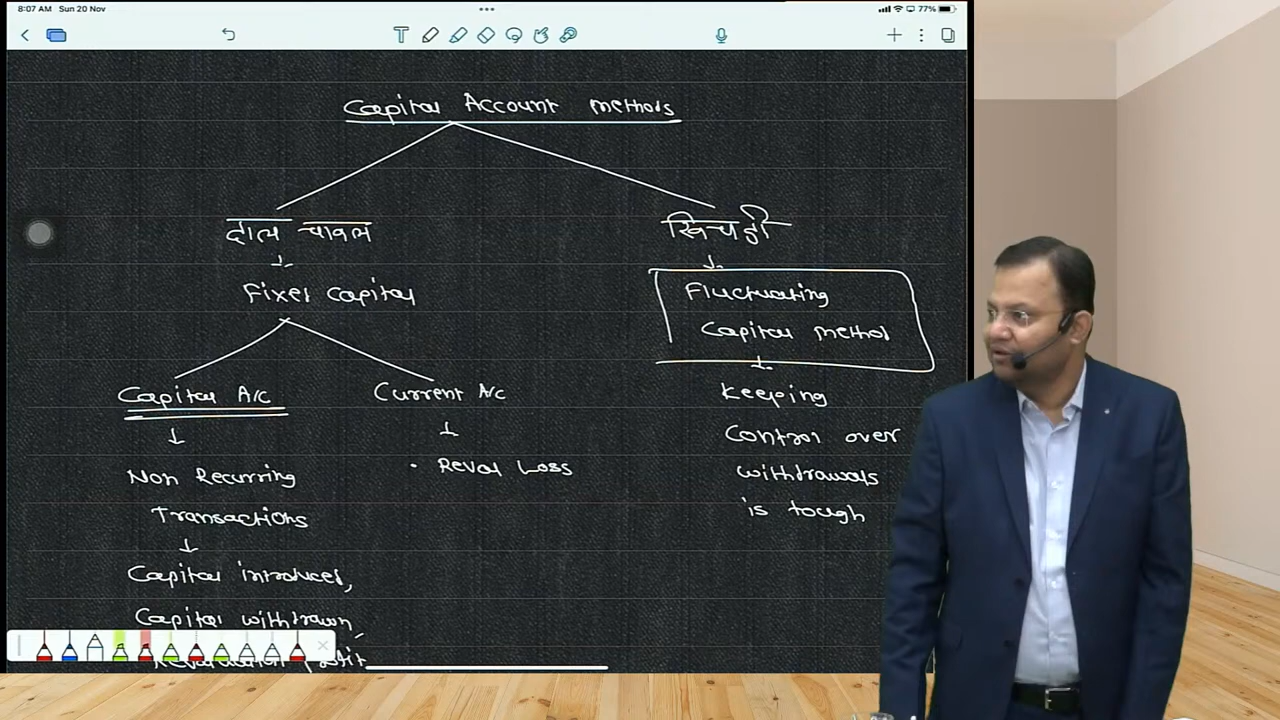 8:07 AM Sun 20 Nov
77%
Capital Account methods
दाल चावल
खिचडी
Fixed Capital
Fluctuating
Capital method
Capital A/c
Current A/c
Keeping
Control over
withdrawals
is tough
Non Recurring
Transactions
• Reval Loss
Capital introduced,
Capital withdrawn,